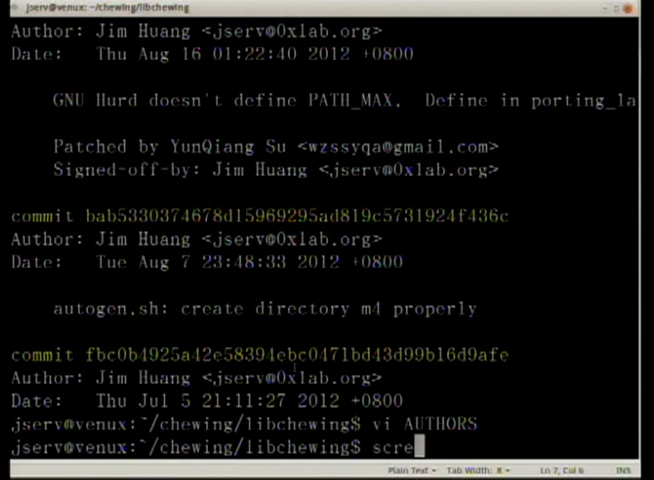 jserv@venux: ~/chewing/libchewing
Author: Jim Huang <jserv@0xlab.org>
Date:   Thu Aug 16 01:22:40 2012 +0800
GNU Hurd doesn't define PATH_MAX.  Define in porting_la
Patched by YunQiang Su <wzssyqa@gmail.com>
Signed-off-by: Jim Huang <jserv@0xlab.org>
commit bab5330374678d15969295ad819c5731924f436c
Author: Jim Huang <jserv@0xlab.org>
Date:   Tue Aug 7 23:48:33 2012 +0800
autogen.sh: create directory m4 properly
commit fbc0b4925a42e58394ebc0471bd43d99b16d9afe
Author: Jim Huang <jserv@0xlab.org>
Date:   Thu Jul 5 21:11:27 2012 +0800
jserv@venux:~/chewing/libchewing$ vi AUTHORS
jserv@venux:~/chewing/libchewing$ scre
Plain Text Tab Width: 8 Ln 7, Col 6 INS